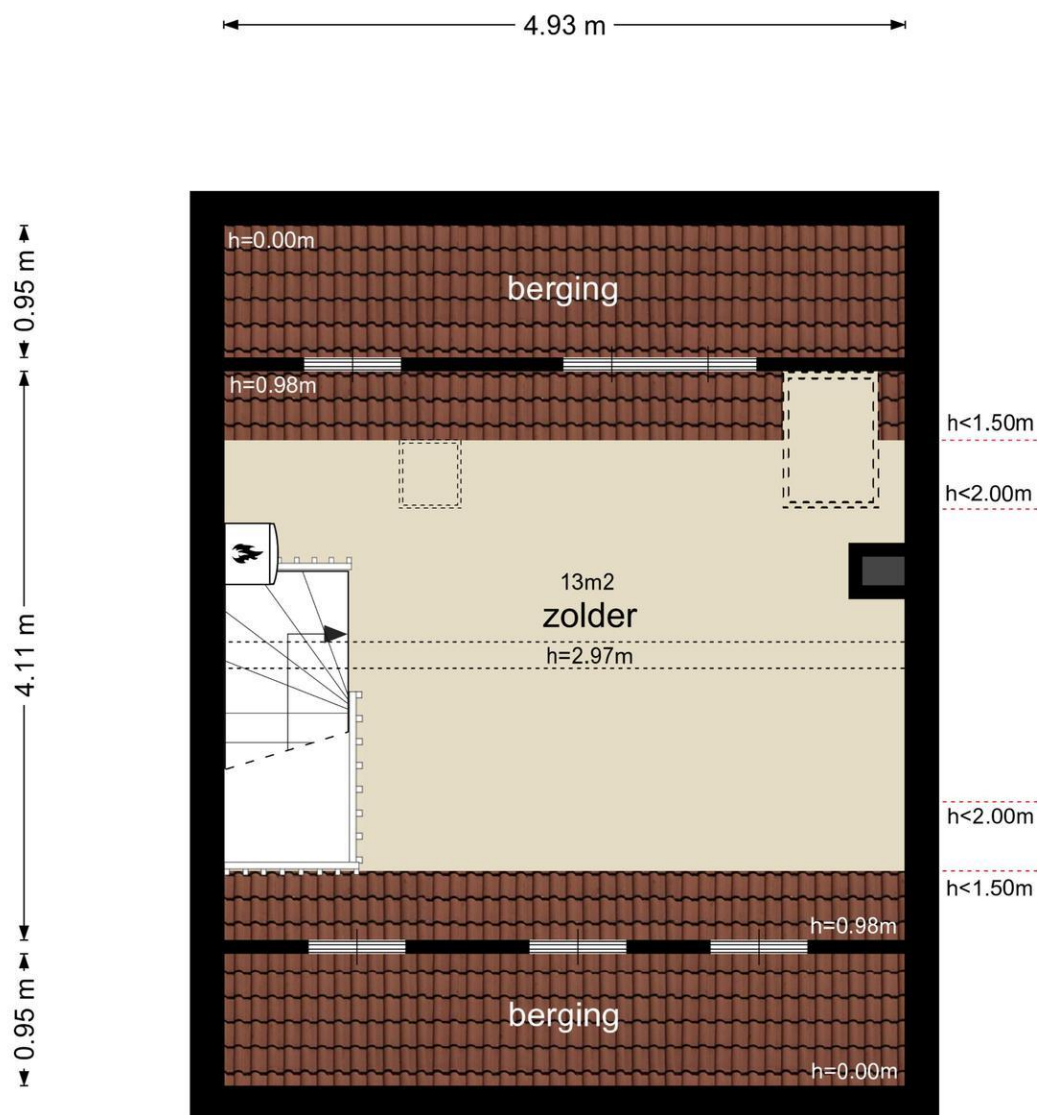 4.93 m
0.95 m
h=0.00m
berging
h=0.98m
h<1.50m
h<2.00m
4.11 m
13m2
zolder
h=2.97m
h<2.00m
h<1.50m
h=0.98m
0.95 m
berging
h=0.00m